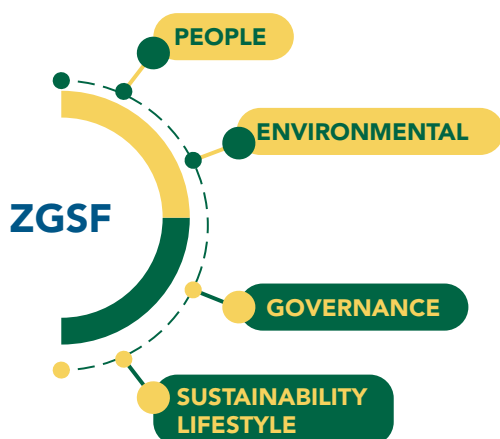 PEOPLE
ENVIRONMENTAL
ZGSF
GOVERNANCE
SUSTAINABILITY
LIFESTYLE